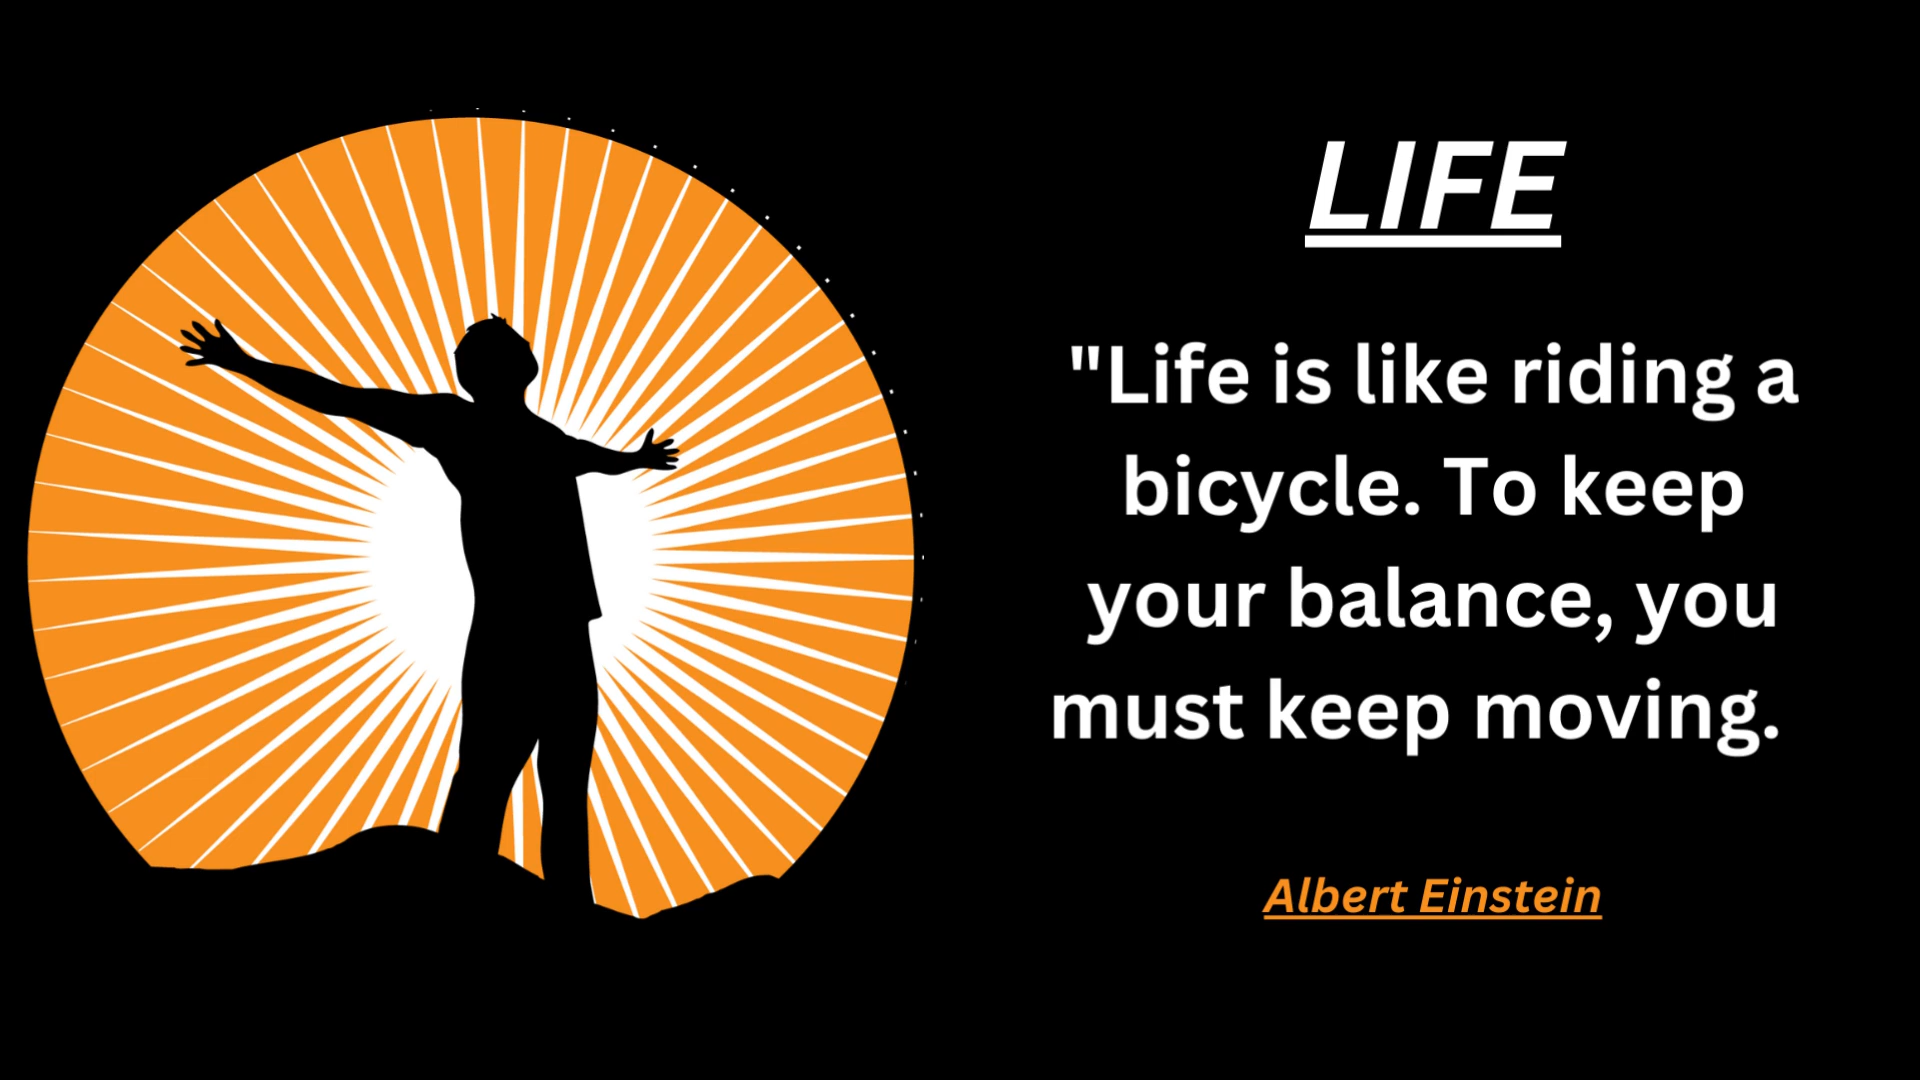 LIFE
"Life is like riding a
bicycle. To keep
your balance, you
must keep moving.
Albert Einstein